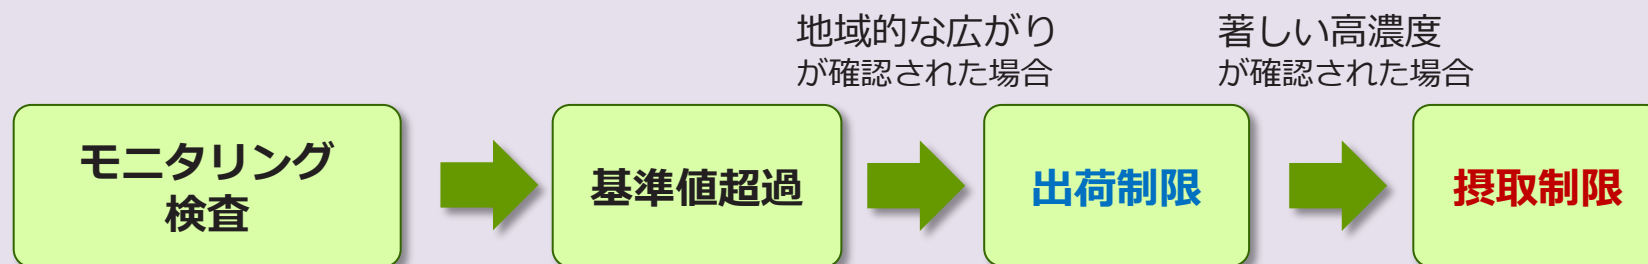 地域的な広がり
が確認された場合
著しい高濃度
が確認された場合
モニタリング
検査
基準値超過
出荷制限
摂取制限